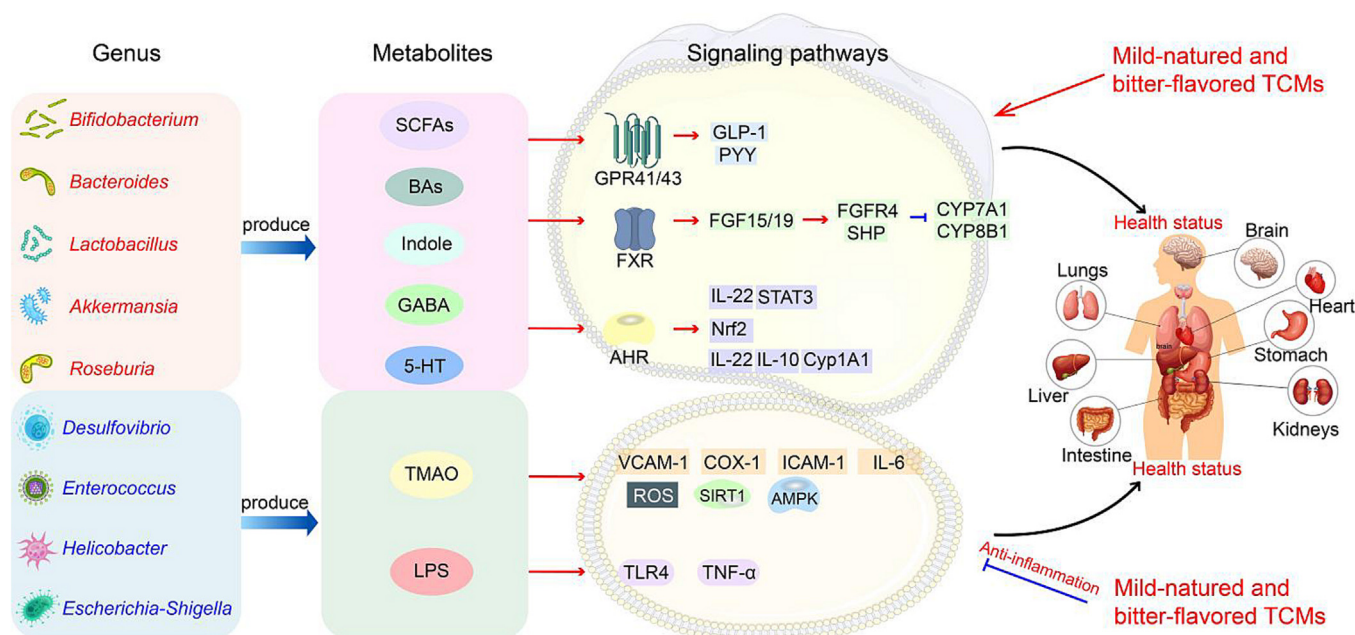 Genus
Metabolites
Signaling pathways
Mild-natured and
bitter-flavored TCMs
Bifidobacterium
Bacteroides
Lactobacillus
Akkermansia
Roseburia
produce
SCFAs
BAs
Indole
GABA
5-HT
GPR41/43
GLP-1
PYY
FXR
FGF15/19
FGFR4
SHP
CYP7A1
CYP8B1
AHR
IL-22 STAT3
Nrf2
IL-22 IL-10 Cyp1A1
Health status
Brain
Lungs
Heart
brain
Stomach
Liver
Kidneys
Intestine
Health status
Desulfovibrio
Enterococcus
Helicobacter
Escherichia-Shigella
produce
TMAO
LPS
VCAM-1 COX-1 ICAM-1 IL-6
ROS SIRT1 AMPK
TLR4 TNF-α
Anti-inflammation
Mild-natured and
bitter-flavored TCMs